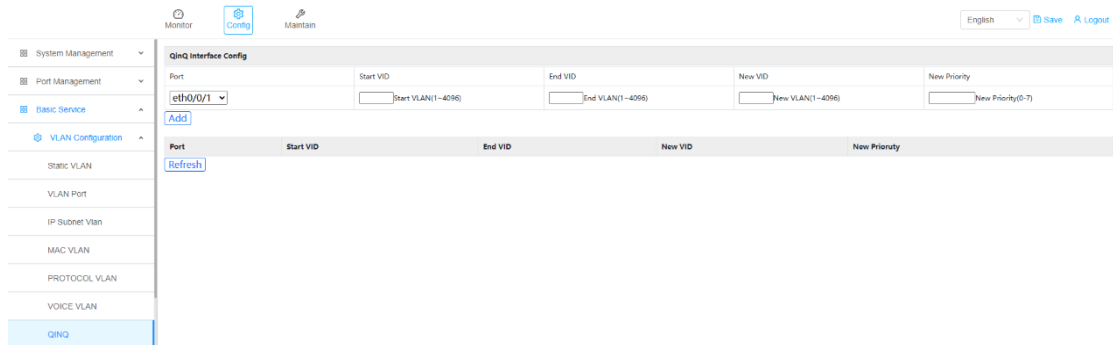 Monitor
Config
Maintain
English
Save
Logout
System Management
Port Management
Basic Service
VLAN Configuration
Static VLAN
VLAN Port
IP Subnet Vlan
MAC VLAN
PROTOCOL VLAN
VOICE VLAN
QINQ
QinQ Interface Config
Port Start VID End VID New VID New Priority
eth0/0/1 Start VLAN(1~4096) End VLAN(1~4096) New VLAN(1~4096) New Priority(0-7)
Add
Port Start VID End VID New VID New Prioruty
Refresh